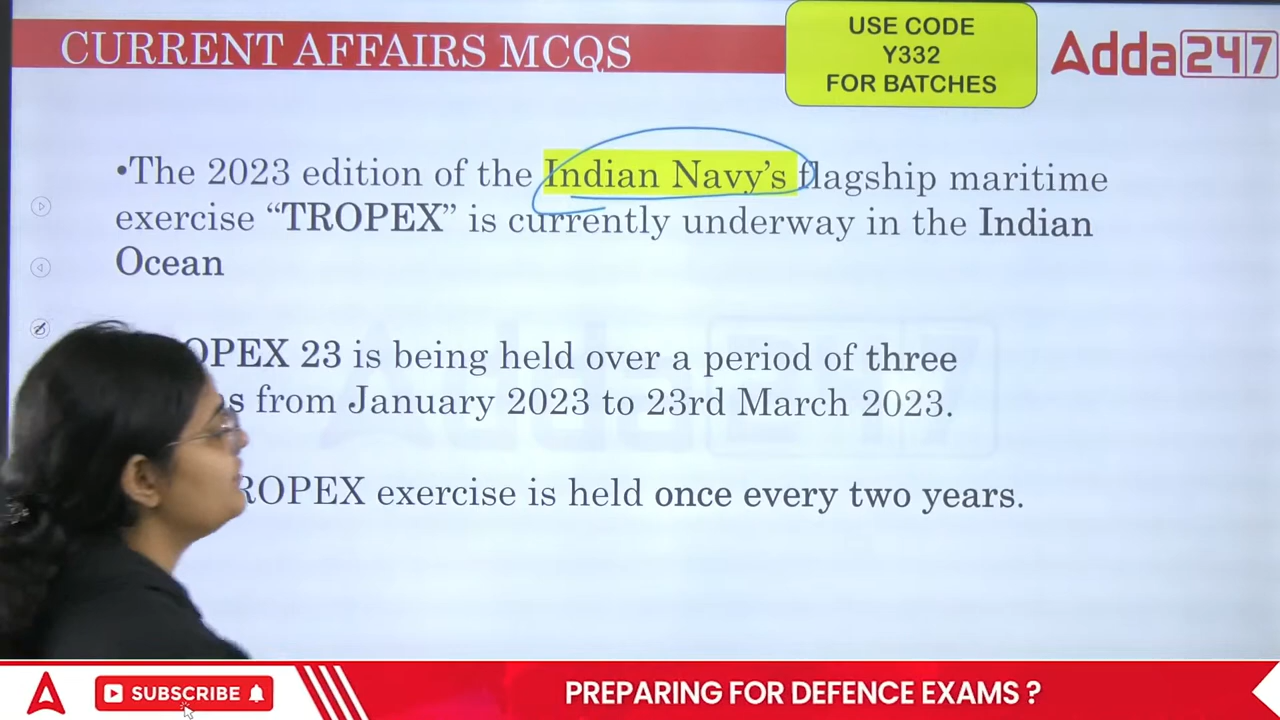 CURRENT AFFAIRS MCQS
USE CODE
Y332
FOR BATCHES
Adda247
•The 2023 edition of the Indian Navy’s flagship maritime
exercise “TROPEX” is currently underway in the Indian
Ocean
OPEX 23 is being held over a period of three
s from January 2023 to 23rd March 2023.
ROPEX exercise is held once every two years.
SUBSCRIBE
PREPARING FOR DEFENCE EXAMS ?